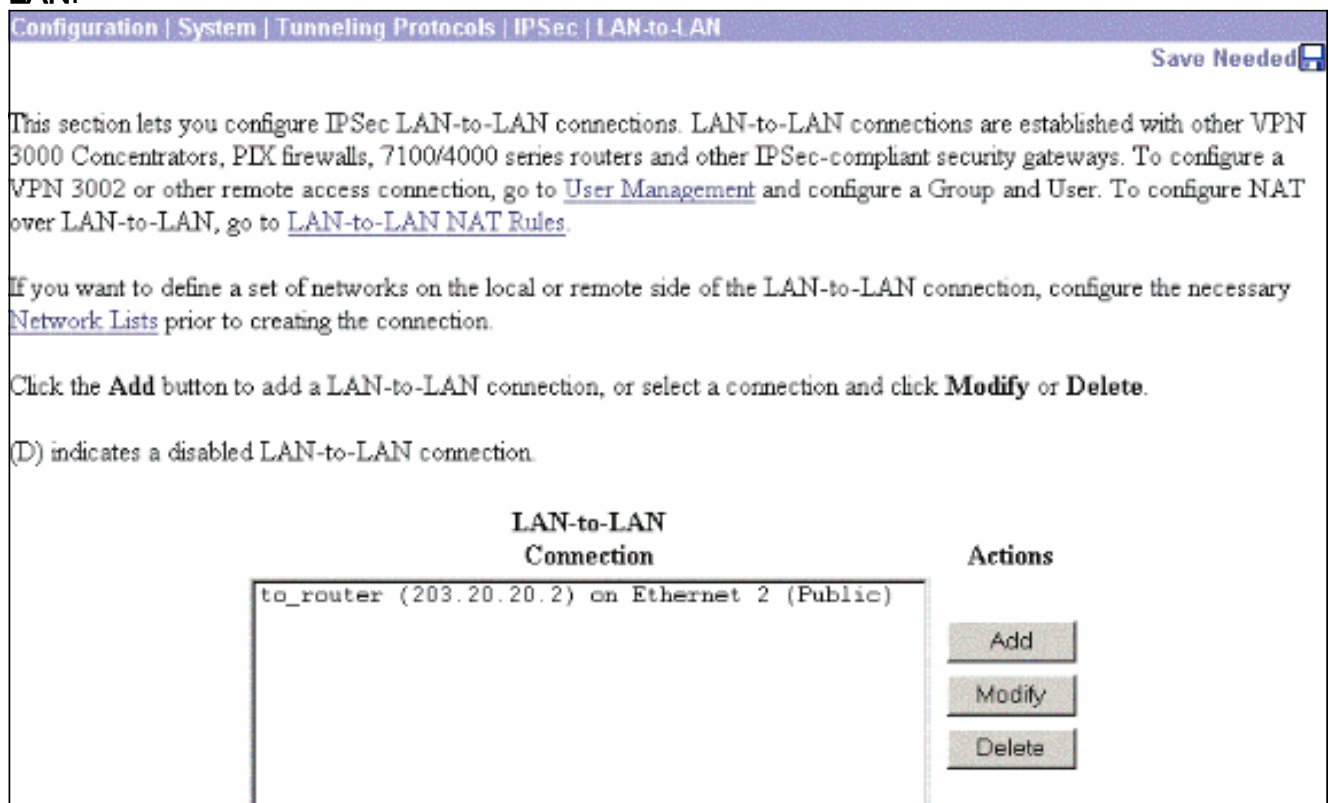 LAN.
Configuration | System | Tunneling Protocols | IPSec | LAN-to-LAN
Save Needed
This section lets you configure IPSec LAN-to-LAN connections. LAN-to-LAN connections are established with other VPN
3000 Concentrators, PIX firewalls, 7100/4000 series routers and other IPSec-compliant security gateways. To configure a
VPN 3002 or other remote access connection, go to User Management and configure a Group and User. To configure NAT
over LAN-to-LAN, go to LAN-to-LAN NAT Rules.
If you want to define a set of networks on the local or remote side of the LAN-to-LAN connection, configure the necessary
Network Lists prior to creating the connection.
Click the Add button to add a LAN-to-LAN connection, or select a connection and click Modify or Delete.
(D) indicates a disabled LAN-to-LAN connection.
LAN-to-LAN
Connection
Actions
to_router (203.20.20.2) on Ethernet 2 (Public)
Add
Modify
Delete